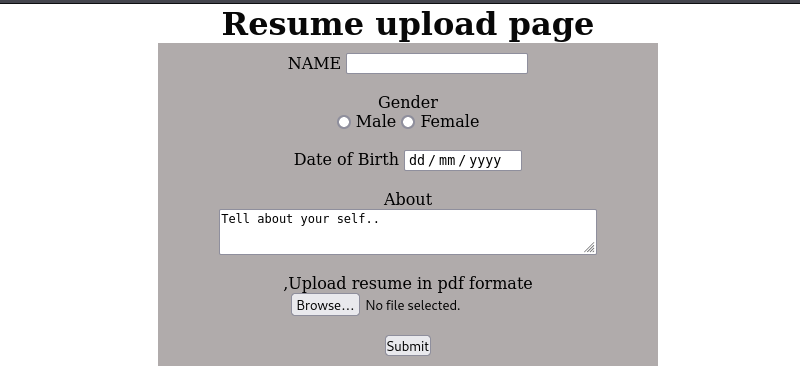 Resume upload page
NAME
Gender
Male Female
Date of Birth dd/mm/yyyy
About
Tell about your self..
,Upload resume in pdf formate
Browse... No file selected.
Submit